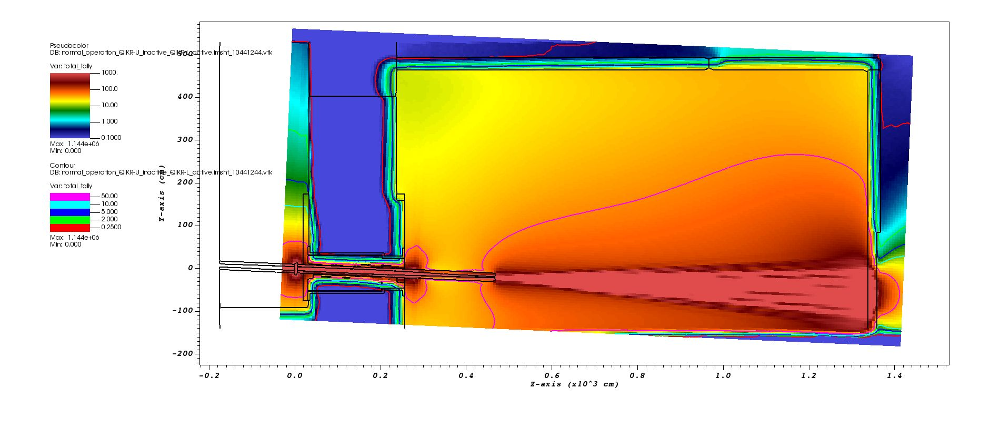 Pseudocolor
DB: normal_operation_QIKR-U_inactive_QIKR-L_active.imsht_10441244.vtk
Var: total_tally
1000.
100.0
10.00
1.000
0.1000
Max: 1.144e+06
Min: 0.000
Contour
DB: normal_operation_QIKR-U_inactive_QIKR-L_active.imsht_10441244.vtk
Var: total_tally
50.00
10.00
5.000
2.000
0.2500
Max: 1.144e+06
Min: 0.000
500
400
300
200
100
0
-100
-200
Y-axis (cm)
-0.2 0.0 0.2 0.4 0.6 0.8 1.0 1.2 1.4
Z-axis (x10^3 cm)